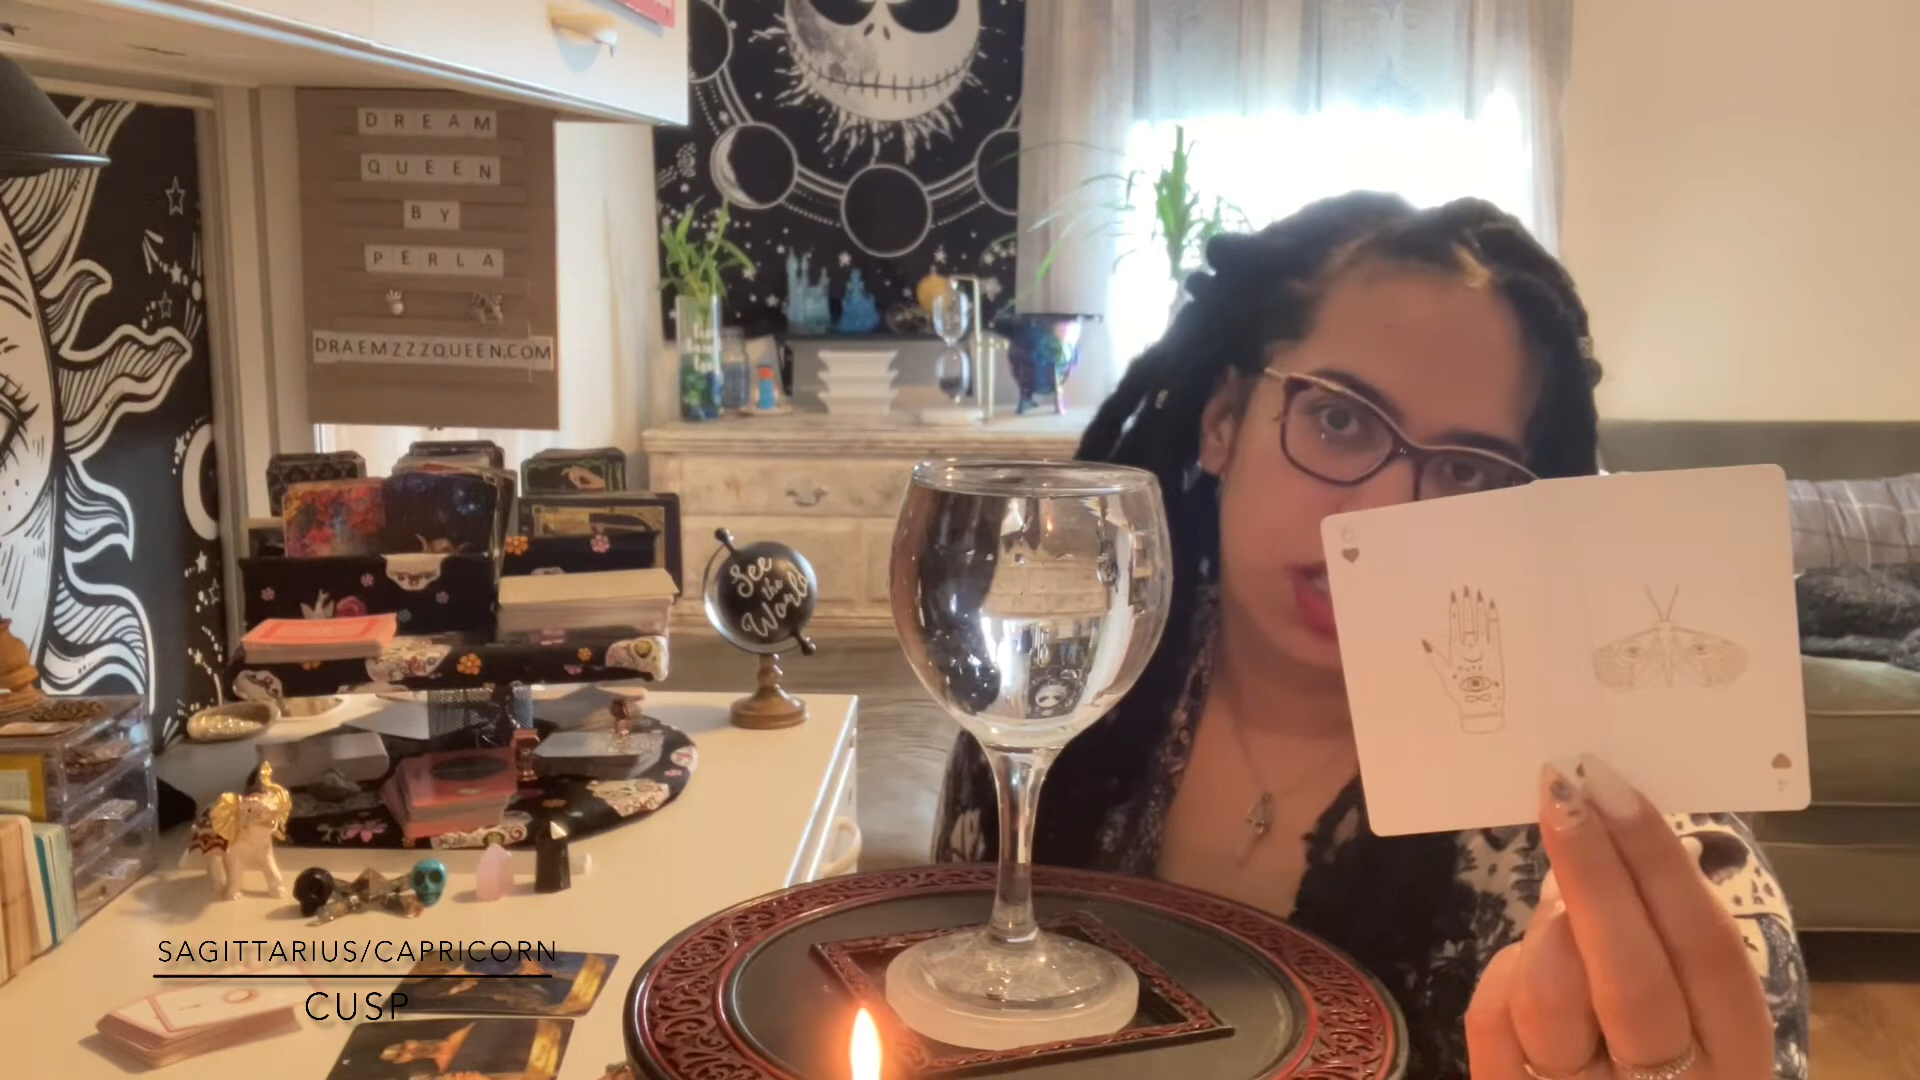 DREAM
QUEEN
BY
PERLA
DRAEMZZZQUEEN.COM
See
the
World
SAGITTARIUS/CAPRICORN
CUSP